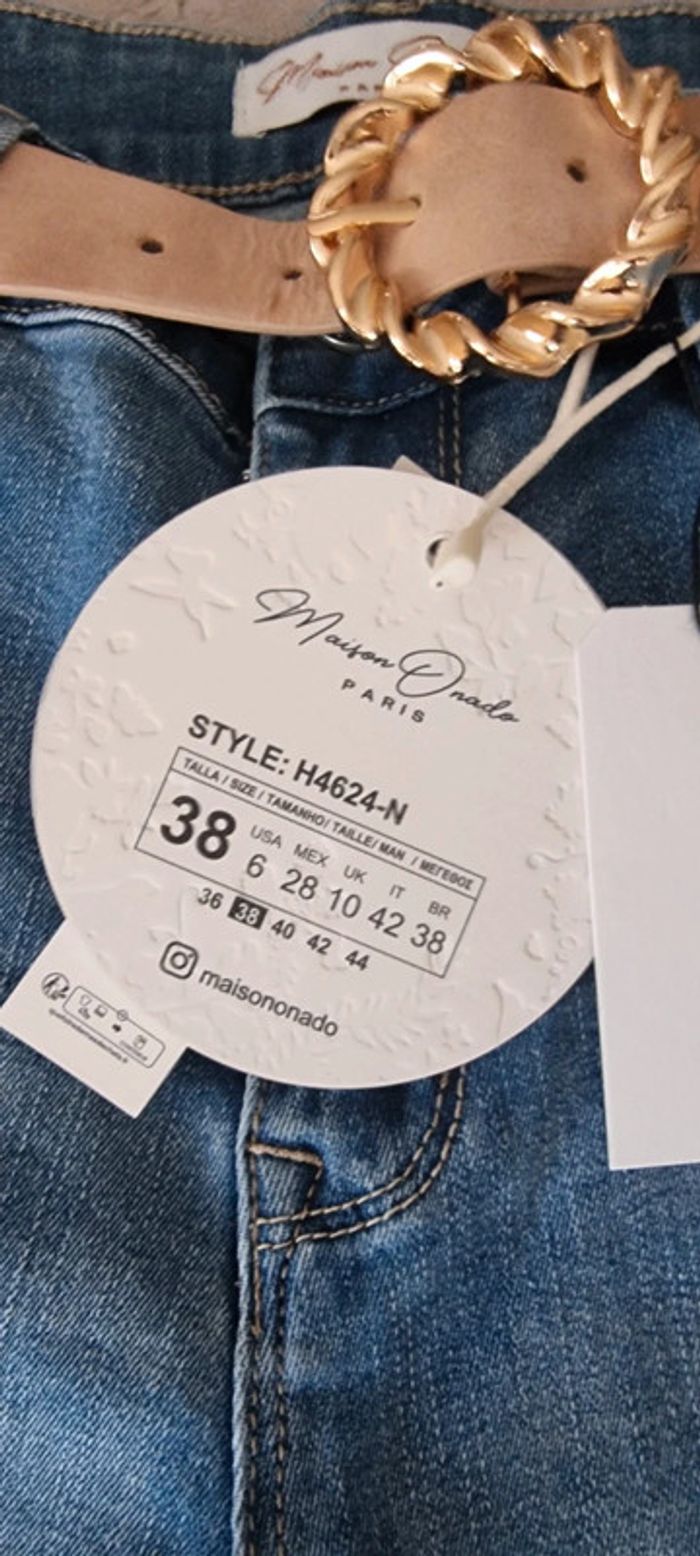 Maison
Maison Onado
PARIS
STYLE: H4624-N
TALLA / SIZE / TAMANHO/ TAILLE/ MAN / ΜΕΓΕΘΟΣ
38 USA MEX UK IT BR
6 28 10 42 38
36 38 40 42 44
maisononado